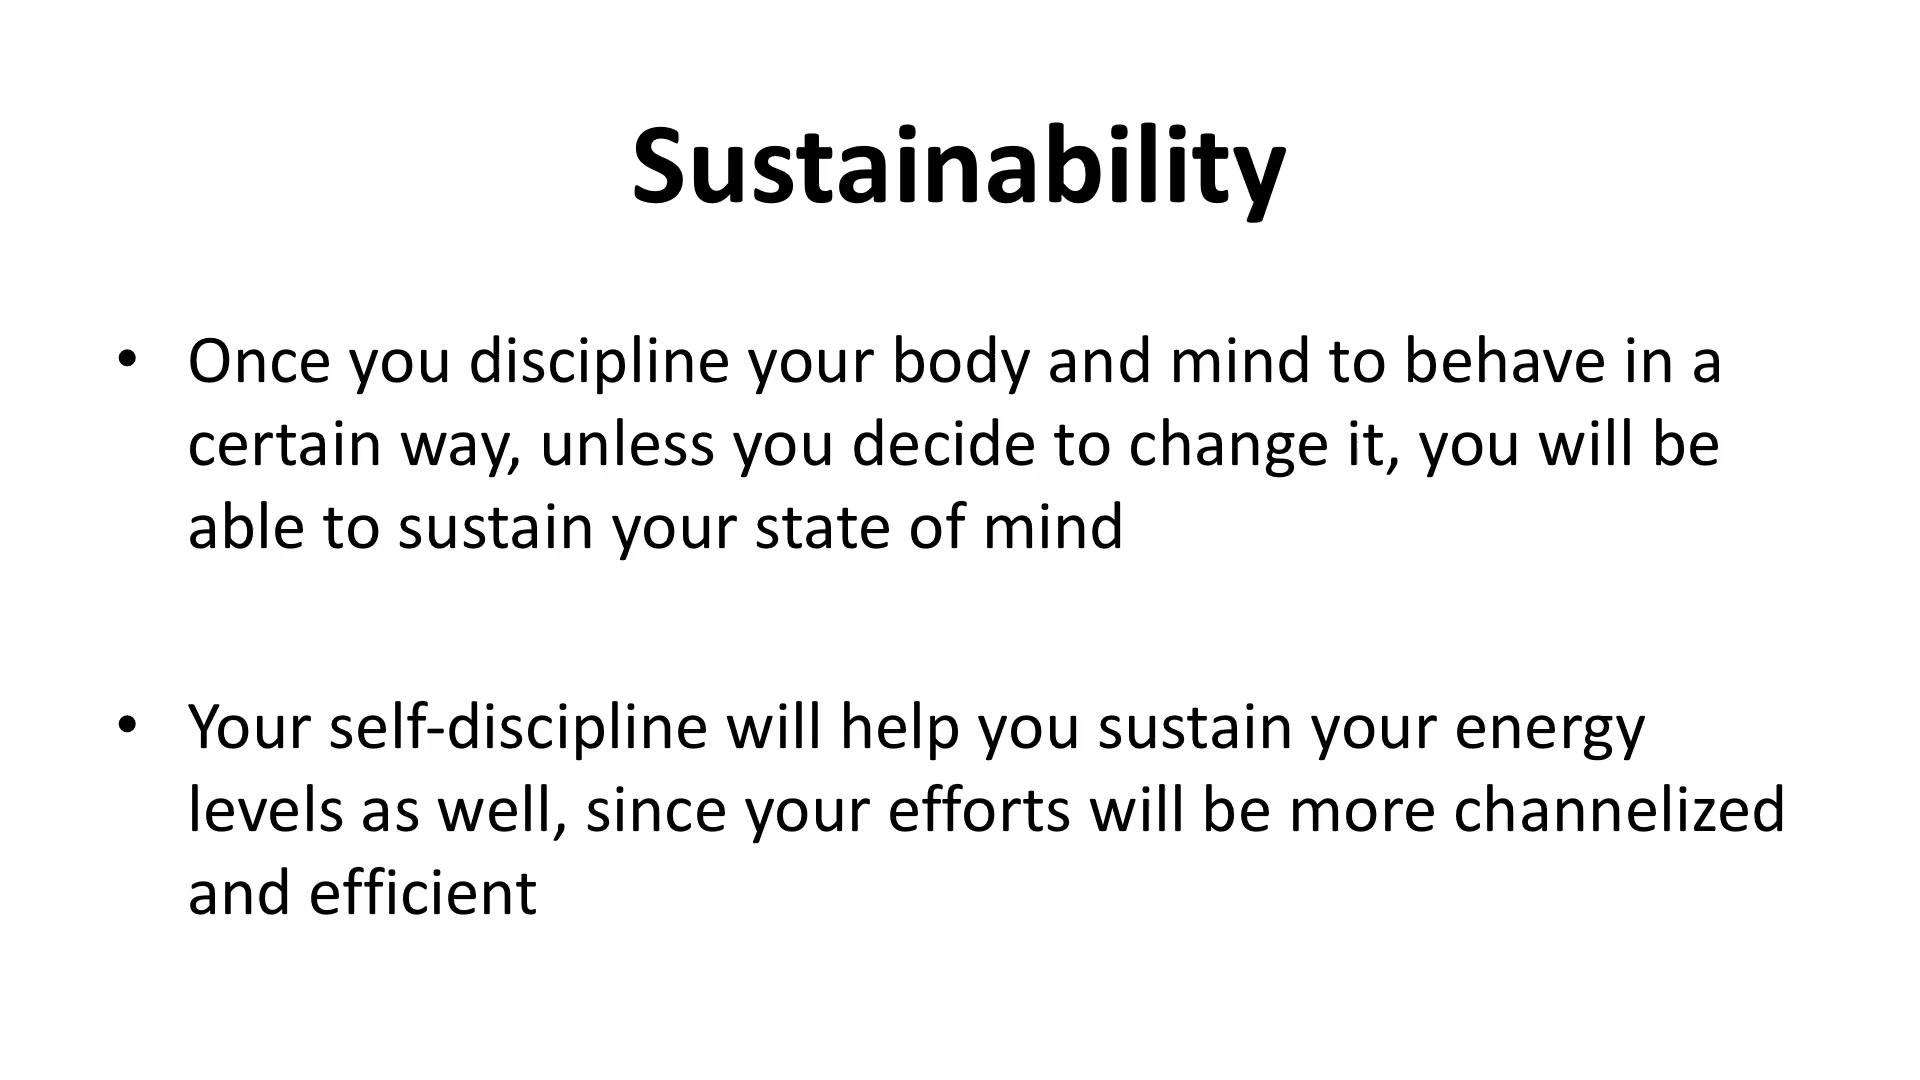 Sustainability
• Once you discipline your body and mind to behave in a
certain way, unless you decide to change it, you will be
able to sustain your state of mind
• Your self-discipline will help you sustain your energy
levels as well, since your efforts will be more channelized
and efficient